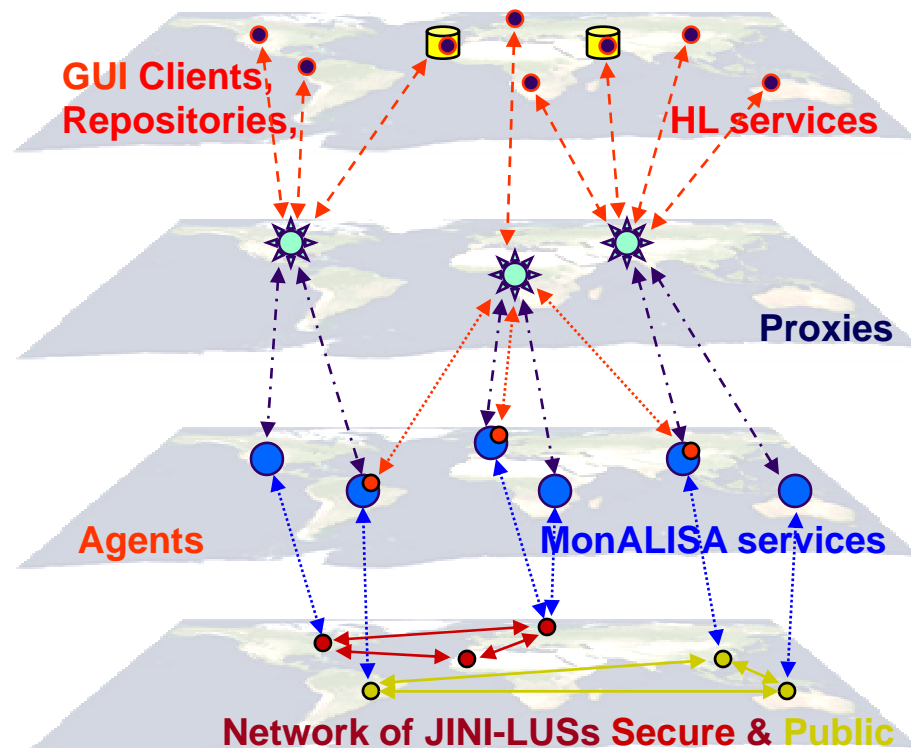 GUI Clients,
Repositories,
HL services
Proxies
Agents
MonALISA services
Network of JINI-LUSs Secure & Public